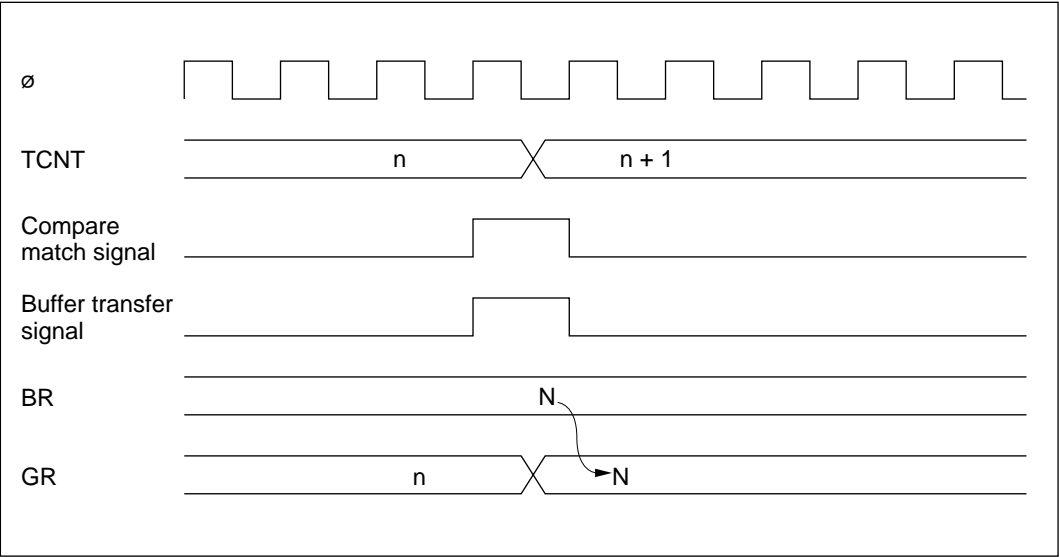 ø
TCNT n n + 1
Compare
match signal
Buffer transfer
signal
BR N
GR n N